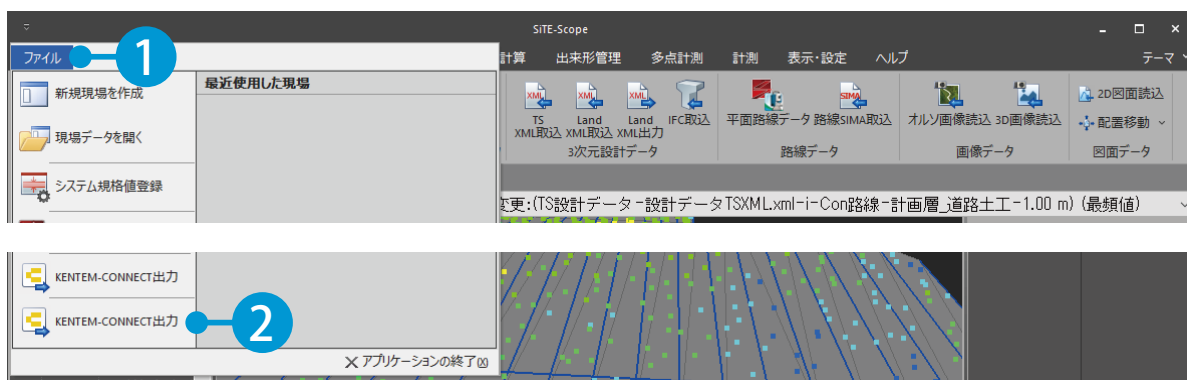 SiTE-Scope
ファイル
1
計算 出来形管理 多点計測 計測 表示・設定 ヘルプ テーマ
新規現場を作成
現場データを開く
システム規格値登録
最近使用した現場
TS XML取込
Land XML取込
Land XML出力
IFC取込
3次元設計データ
平面路線データ 路線SIMA取込
路線データ
オルソ画像読込 3D画像読込
画像データ
2D図面読込
配置移動
図面データ
変更:(TS設計データ-設計データTSXML.xml-i-Con路線-計画層_道路土工-1.00 m) (最頻値)
KENTEM-CONNECT出力
KENTEM-CONNECT出力
2
アプリケーションの終了(X)